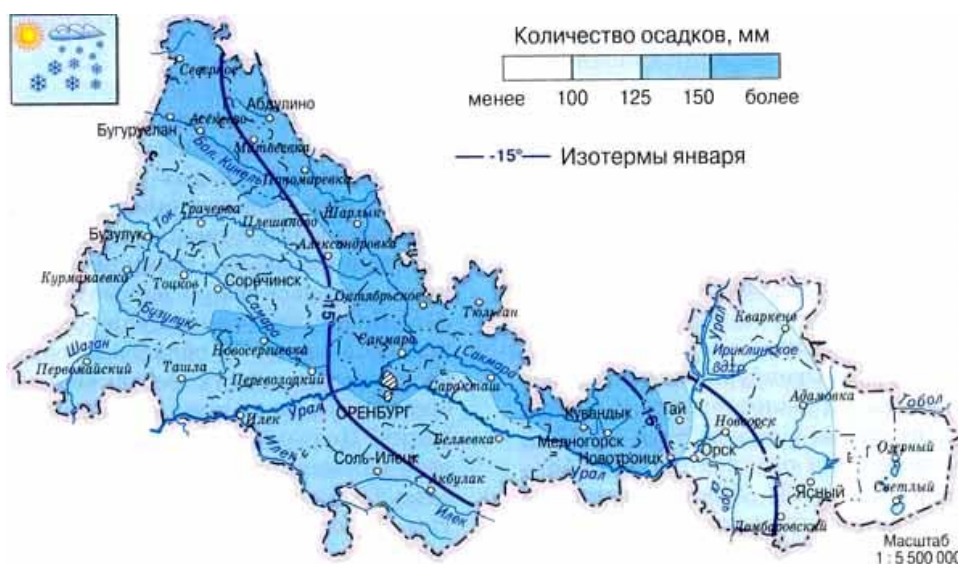 Количество осадков, мм
менее 100 125 150 более
-15° Изотермы января
Северное
Абдулино
Асекеево
Бугуруслан
Матвеевка
Бол. Кинель
Пономаревка
Шарлык
Грачевка
Ток
Плешаново
Бузулук
Александровка
Курманаевка
Тоцкое
Сорочинск
Октябрьское
-15°
Тюльган
Урал
Кваркено
Бузулук
Самара
Ириклинское
вдхр.
Шаган
Новосергиевка
Сакмара
Сакмара
Первомайский
Ташла
Переволоцкий
Саракташ
Адамовка
Тобол
Илек
Урал
ОРЕНБУРГ
Кувандык
Гай
Новоорск
Беляевка
Медногорск
Озерный
Илек
Соль-Илецк
Новотроицк
Орск
Урал
Акбулак
Ясный
Светлый
Илек
Домбаровский
Масштаб
1 : 5 500 000